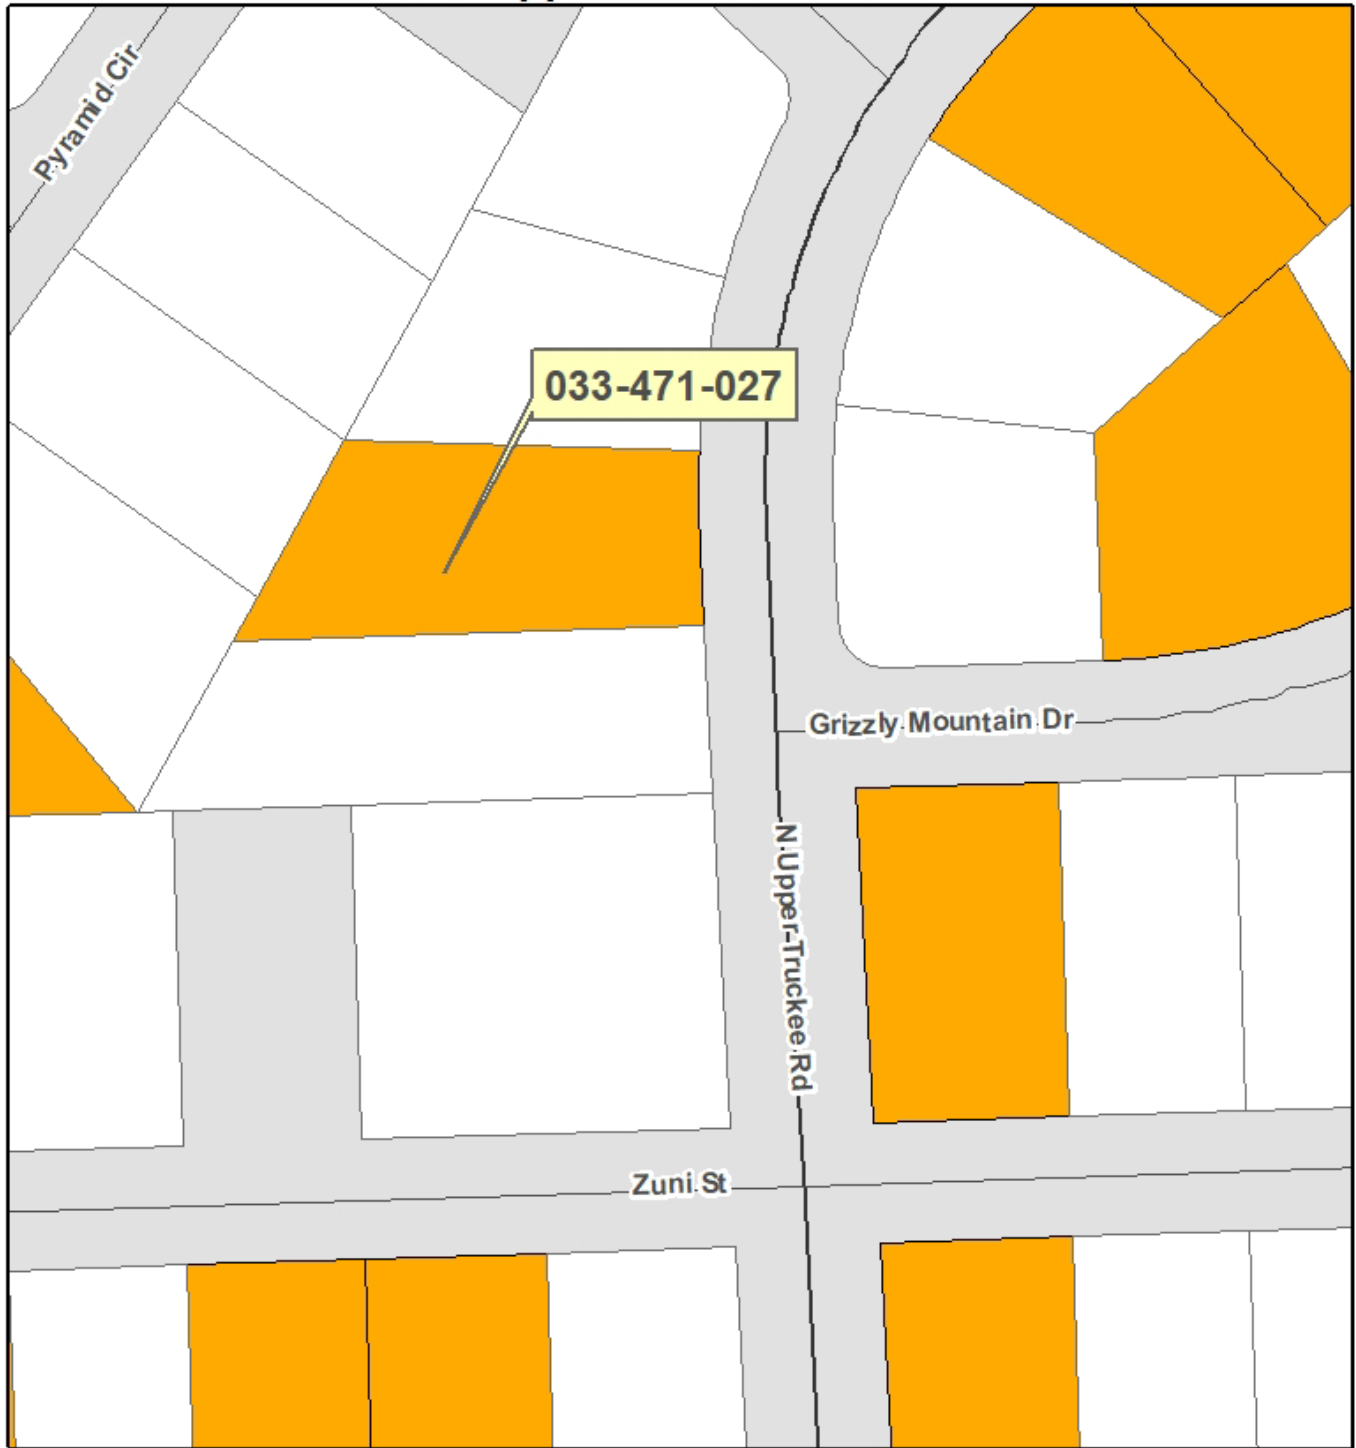 Pyramid Cir
033-471-027
Grizzly Mountain Dr
N Upper Truckee Rd
Zuni St